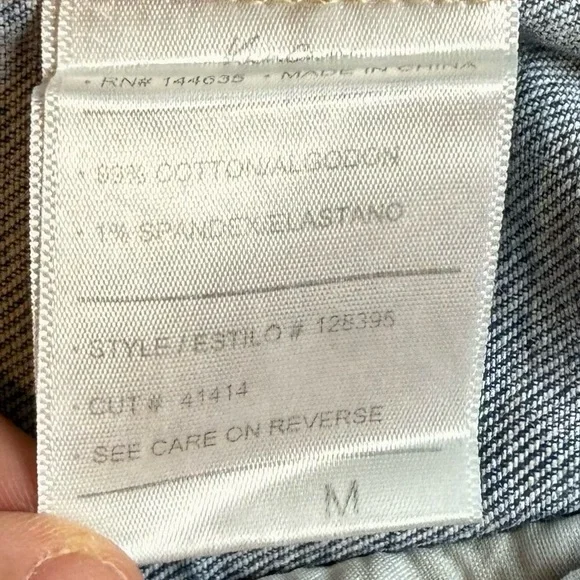 • RN# 144635 • MADE IN CHINA
• 99% COTTON/ALGODON
• 1% SPANDEX/ELASTANO
• STYLE/ESTILO # 128395
• CUT # 41414
• SEE CARE ON REVERSE
M